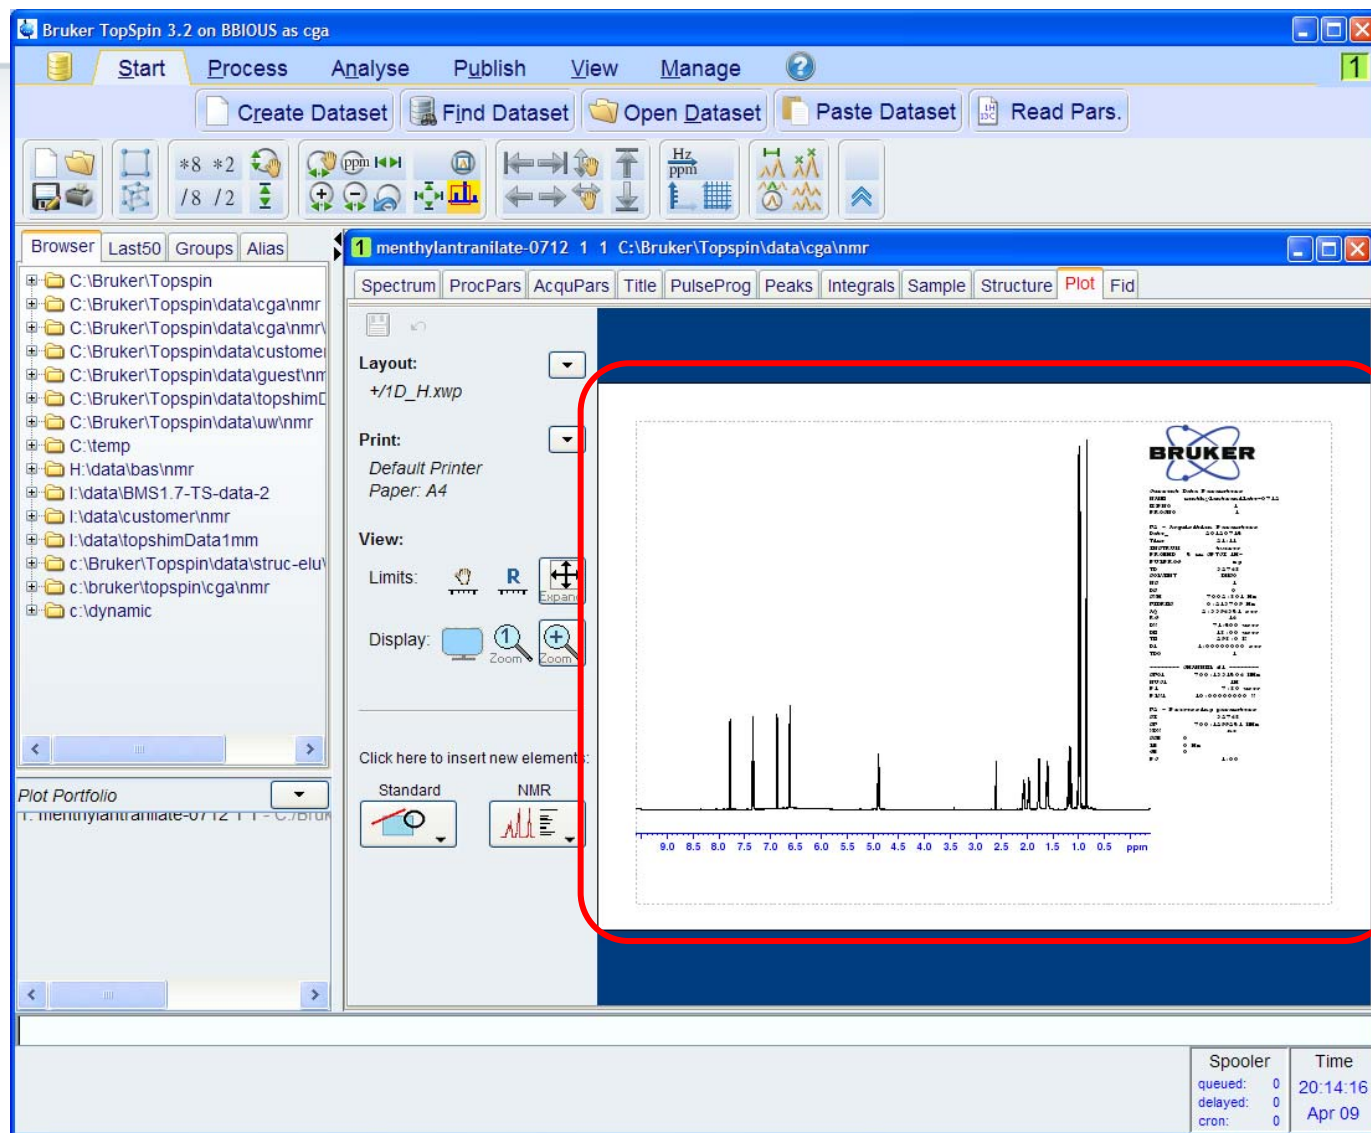 Bruker TopSpin 3.2 on BBIOUS as cga
Start Process Analyse Publish View Manage ? 1
Create Dataset Find Dataset Open Dataset Paste Dataset Read Pars.
*8 *2 ppm Hz ppm
/8 /2
Browser Last50 Groups Alias
C:\Bruker\Topspin
C:\Bruker\Topspin\data\cga\nmr
C:\Bruker\Topspin\data\cga\nmr\
C:\Bruker\Topspin\data\customer
C:\Bruker\Topspin\data\guest\nm
C:\Bruker\Topspin\data\topshimD
C:\Bruker\Topspin\data\uw\nmr
C:\temp
H:\data\bas\nmr
I:\data\BMS1.7-TS-data-2
I:\data\customer\nmr
I:\data\topshimData1mm
c:\Bruker\Topspin\data\struc-elu\
c:\bruker\topspin\cga\nmr
c:\dynamic
Plot Portfolio
1. menthylantranilate-0712 1 1 - C:/Bruk
1 menthylantranilate-0712 1 1 C:\Bruker\Topspin\data\cga\nmr
Spectrum ProcPars AcquPars Title PulseProg Peaks Integrals Sample Structure Plot Fid
Layout:
+/1D_H.xwp
Print:
Default Printer
Paper: A4
View:
Limits: R Expand
Display: 1 Zoom Zoom
Click here to insert new elements:
Standard NMR
BRUKER
9.0 8.5 8.0 7.5 7.0 6.5 6.0 5.5 5.0 4.5 4.0 3.5 3.0 2.5 2.0 1.5 1.0 0.5 ppm
Spooler
queued: 0
delayed: 0
cron: 0
Time
20:14:16
Apr 09